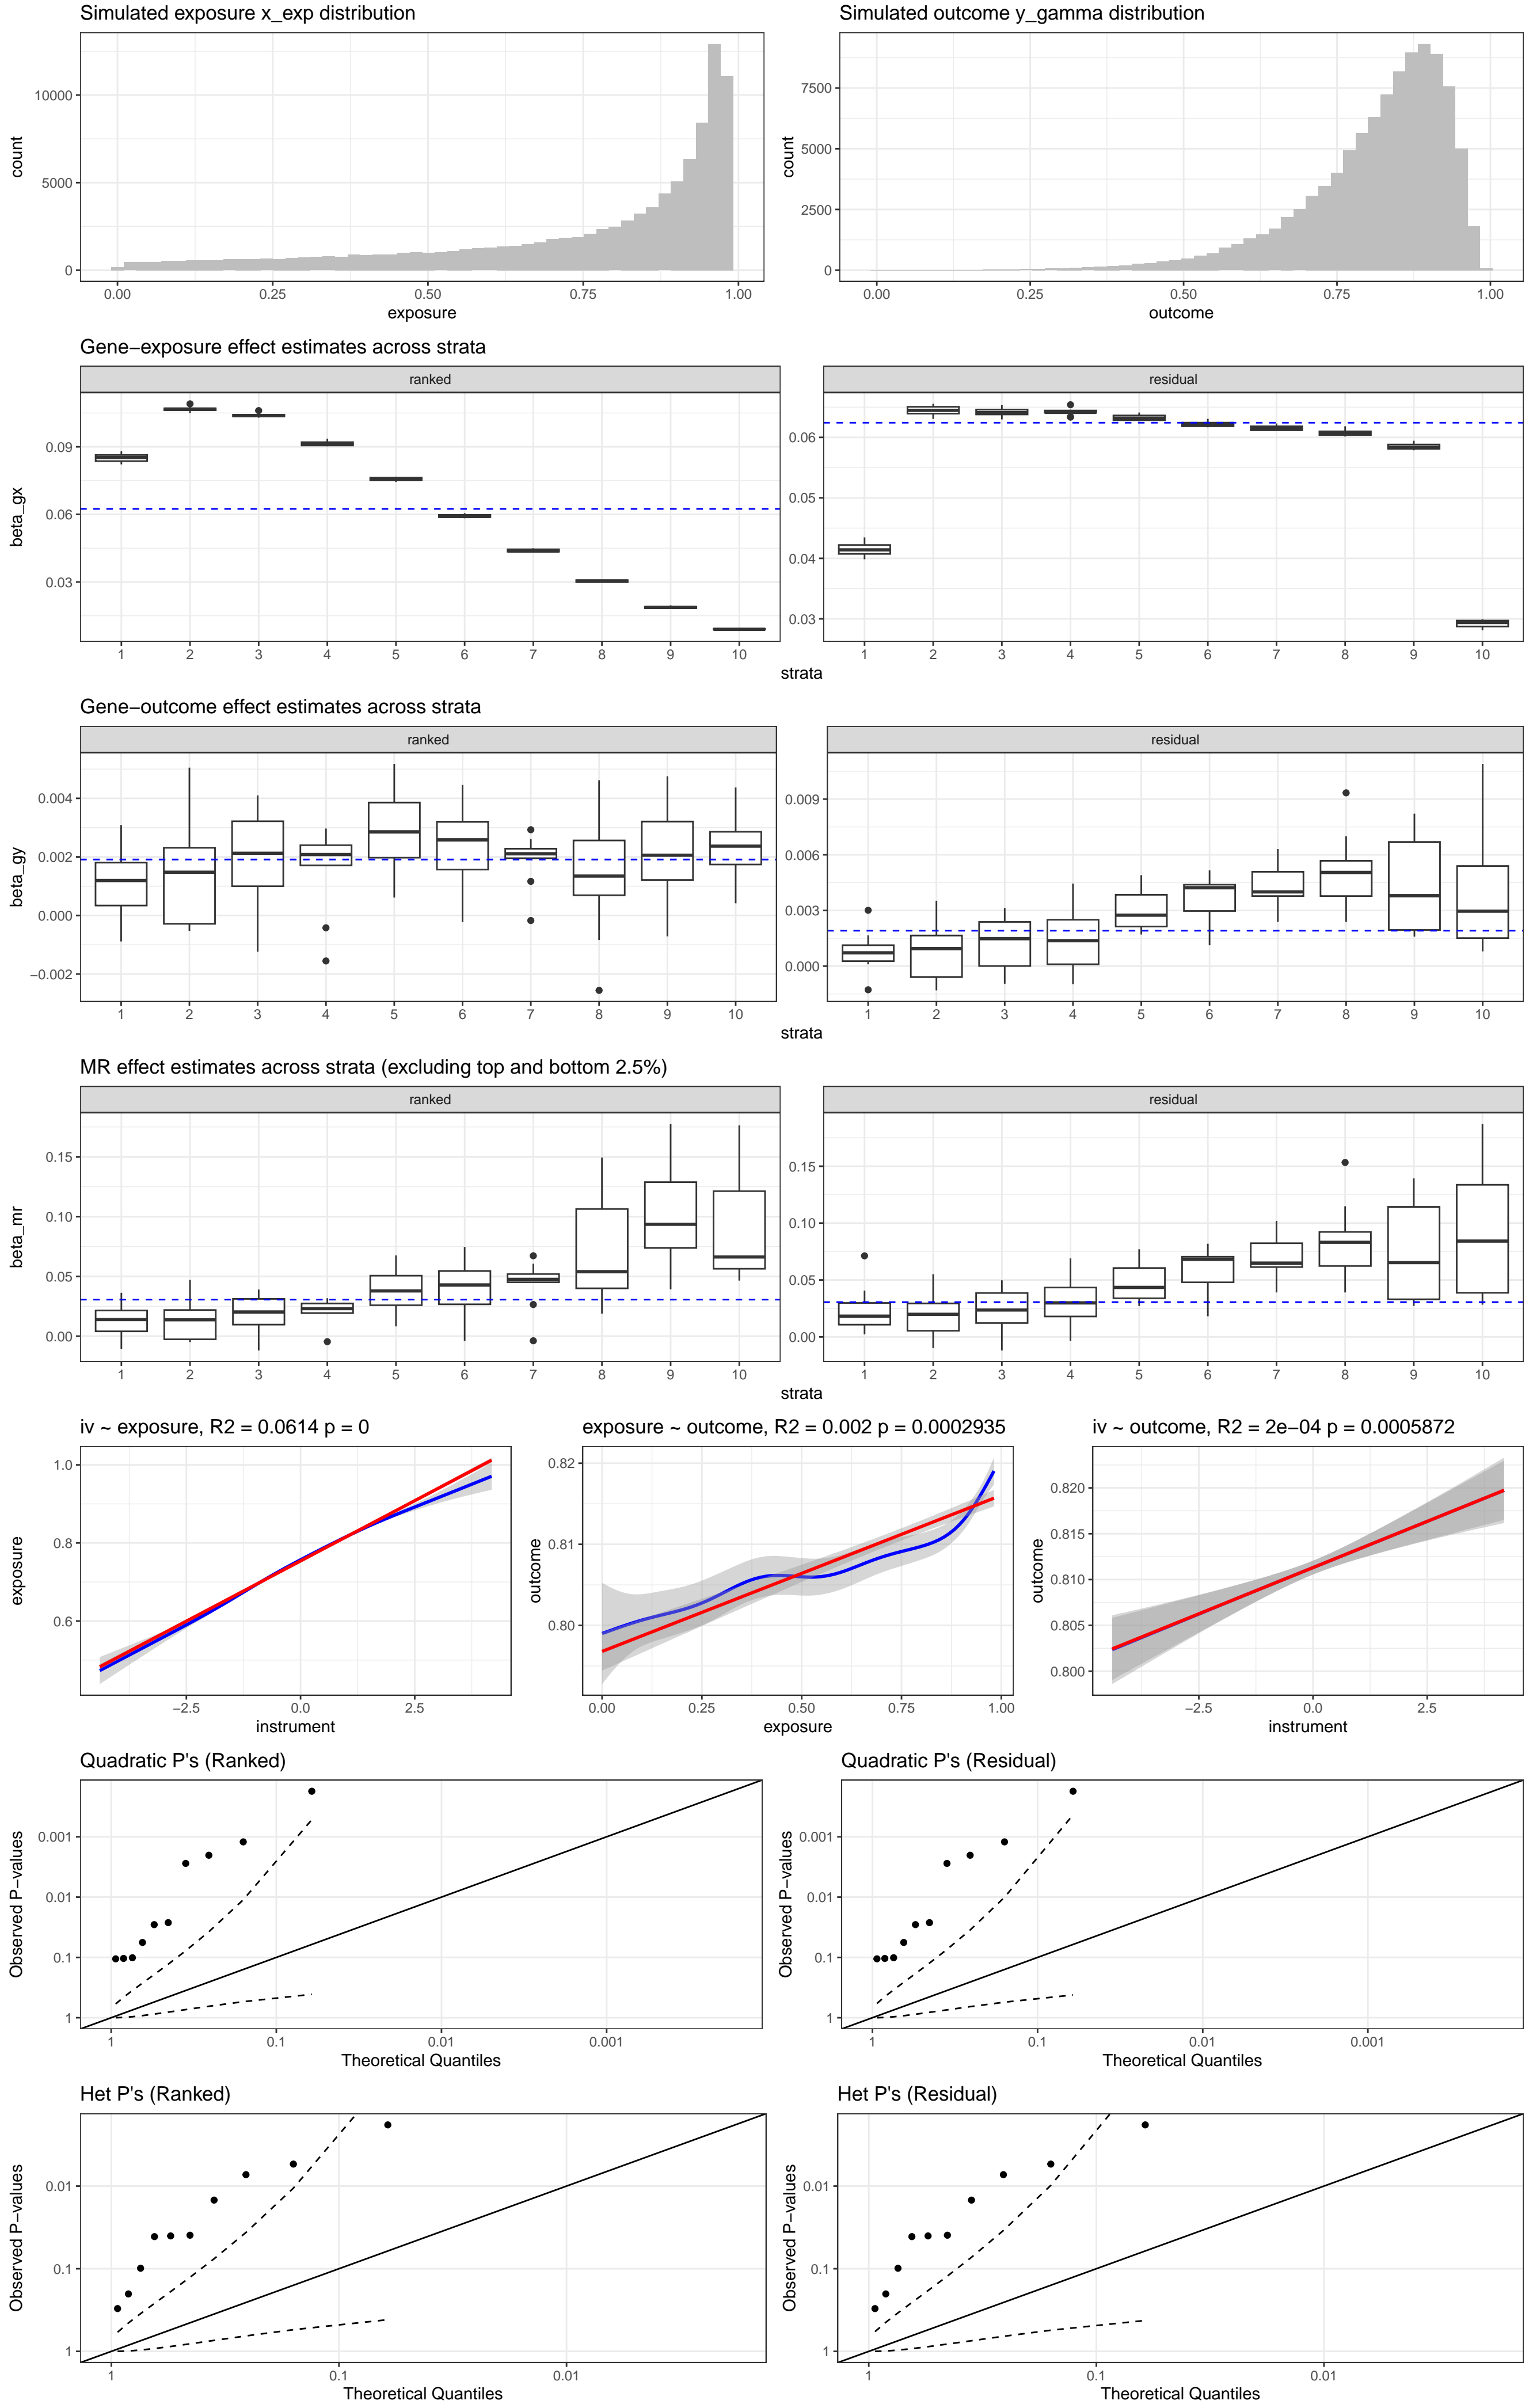 Simulated exposure x_exp distribution
Simulated outcome y_gamma distribution
count
10000
5000
0
0.00 0.25 0.50 0.75 1.00
exposure
count
7500
5000
2500
0
0.00 0.25 0.50 0.75 1.00
outcome
Gene−exposure effect estimates across strata
ranked
residual
beta_gx
0.09
0.06
0.03
1 2 3 4 5 6 7 8 9 10
0.06
0.05
0.04
0.03
1 2 3 4 5 6 7 8 9 10
strata
Gene−outcome effect estimates across strata
ranked
residual
beta_gy
0.004
0.002
0.000
−0.002
1 2 3 4 5 6 7 8 9 10
0.009
0.006
0.003
0.000
1 2 3 4 5 6 7 8 9 10
strata
MR effect estimates across strata (excluding top and bottom 2.5%)
ranked
residual
beta_mr
0.15
0.10
0.05
0.00
1 2 3 4 5 6 7 8 9 10
0.15
0.10
0.05
0.00
1 2 3 4 5 6 7 8 9 10
strata
iv ~ exposure, R2 = 0.0614 p = 0
exposure
1.0
0.8
0.6
−2.5 0.0 2.5
instrument
exposure ~ outcome, R2 = 0.002 p = 0.0002935
outcome
0.82
0.81
0.80
0.00 0.25 0.50 0.75 1.00
exposure
iv ~ outcome, R2 = 2e−04 p = 0.0005872
outcome
0.820
0.815
0.810
0.805
0.800
−2.5 0.0 2.5
instrument
Quadratic P's (Ranked)
Observed P−values
0.001
0.01
0.1
1
1 0.1 0.01 0.001
Theoretical Quantiles
Quadratic P's (Residual)
Observed P−values
0.001
0.01
0.1
1
1 0.1 0.01 0.001
Theoretical Quantiles
Het P's (Ranked)
Observed P−values
0.01
0.1
1
1 0.1 0.01
Theoretical Quantiles
Het P's (Residual)
Observed P−values
0.01
0.1
1
1 0.1 0.01
Theoretical Quantiles